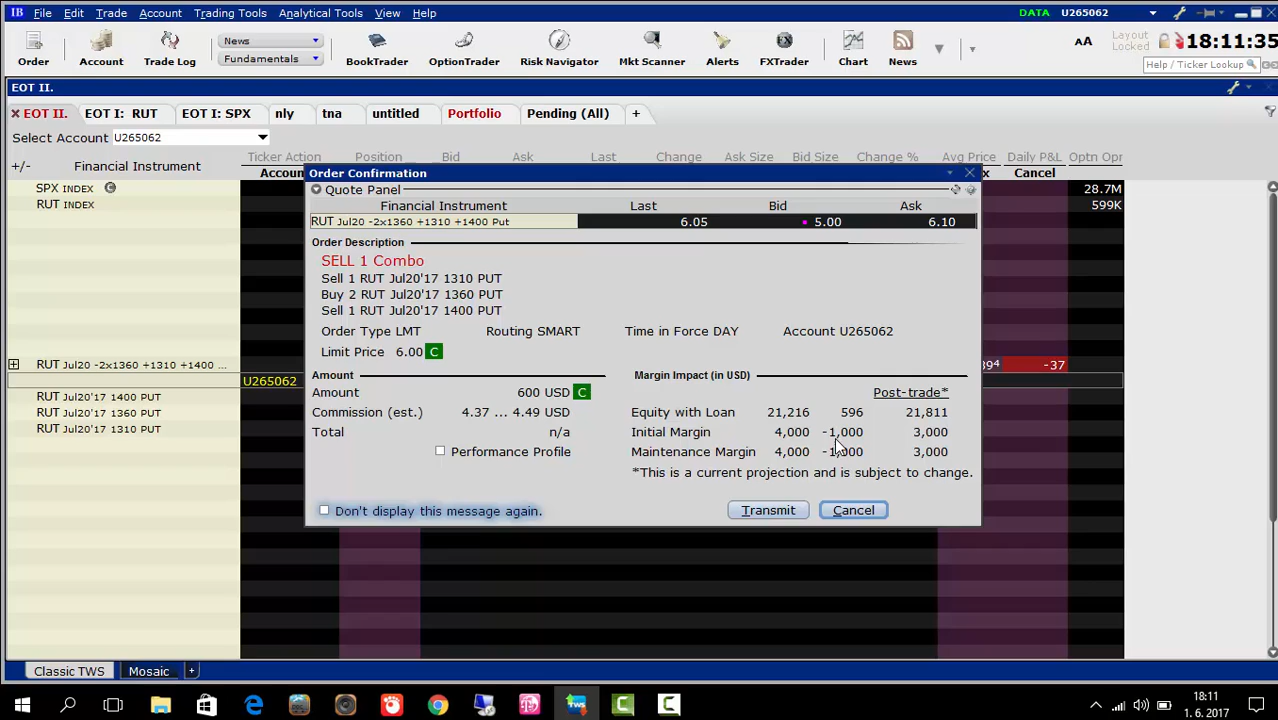 IB File Edit Trade Account Trading Tools Analytical Tools View Help DATA U265062
Order Account Trade Log News Fundamentals BookTrader OptionTrader Risk Navigator Mkt Scanner Alerts FXTrader Chart News AA Layout Locked 18:11:35
Help / Ticker Lookup
EOT II.
EOT II. EOT I: RUT EOT I: SPX nly tna untitled Portfolio Pending (All) +
Select Account U265062
+/- Financial Instrument Ticker Action Position Bid Ask Last Change Ask Size Bid Size Change % Avg Price Daily P&L Optn Opn
Accoun x Cancel
SPX INDEX C 28.7M
RUT INDEX 599K
Order Confirmation
Quote Panel
Financial Instrument Last Bid Ask
RUT Jul20 -2x1360 +1310 +1400 Put 6.05 5.00 6.10
Order Description
SELL 1 Combo
Sell 1 RUT Jul20'17 1310 PUT
Buy 2 RUT Jul20'17 1360 PUT
Sell 1 RUT Jul20'17 1400 PUT
Order Type LMT Routing SMART Time in Force DAY Account U265062
Limit Price 6.00 C
Amount
Amount 600 USD C
Commission (est.) 4.37 ... 4.49 USD
Total n/a
Performance Profile
Margin Impact (in USD)
Post-trade*
Equity with Loan 21,216 596 21,811
Initial Margin 4,000 -1,000 3,000
Maintenance Margin 4,000 -1,000 3,000
*This is a current projection and is subject to change.
Don't display this message again.
Transmit Cancel
RUT Jul20 -2x1360 +1310 +1400 ... 39⁴ -37
U265062
RUT Jul20'17 1400 PUT
RUT Jul20'17 1360 PUT
RUT Jul20'17 1310 PUT
Classic TWS Mosaic +
18:11
1. 6. 2017